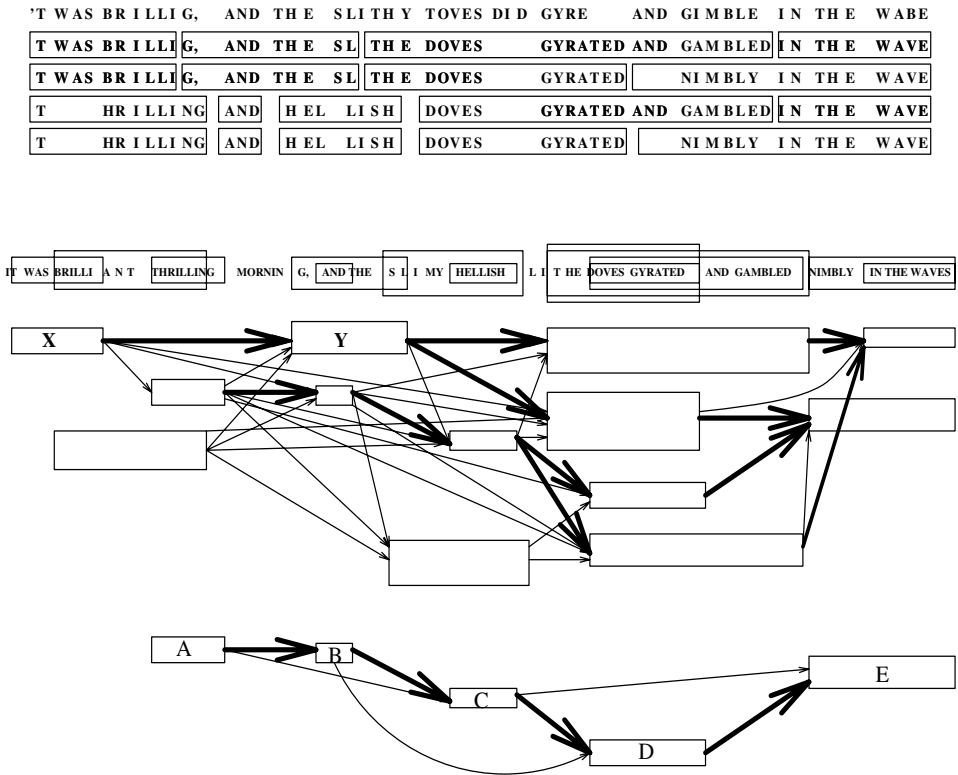 'T WAS BRILLIG, AND THE SLITHY TOVES DID GYRE AND GIMBLE IN THE WABE
T WAS BRILLIG, AND THE SL THE DOVES GYRATED AND GAMBLED IN THE WAVE
T WAS BRILLIG, AND THE SL THE DOVES GYRATED NIMBLY IN THE WAVE
T HRILLING AND HEL LISH DOVES GYRATED AND GAMBLED IN THE WAVE
T HRILLING AND HEL LISH DOVES GYRATED NIMBLY IN THE WAVE
IT WAS BRILLI ANT THRILLING MORNIN G, AND THE SLIMY HELLISH LITHE DOVES GYRATED AND GAMBLED NIMBLY IN THE WAVES
X Y
A
B
C
D
E